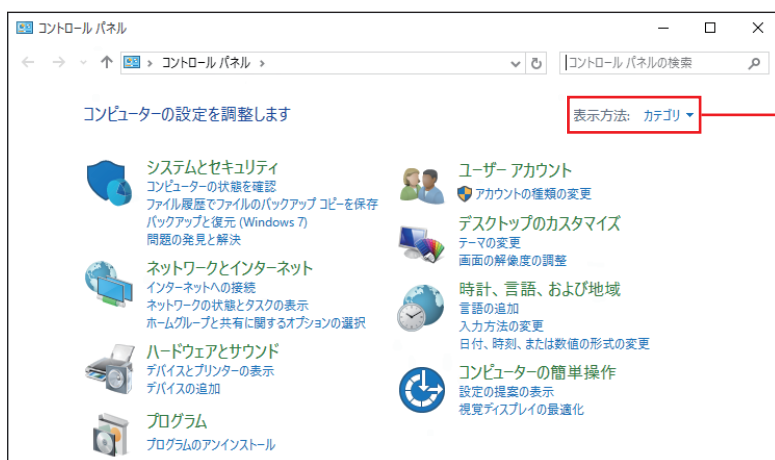 コントロール パネル
コントロール パネル
コントロール パネルの検索
コンピューターの設定を調整します
表示方法: カテゴリ
システムとセキュリティ
コンピューターの状態を確認
ファイル履歴でファイルのバックアップ コピーを保存
バックアップと復元 (Windows 7)
問題の発見と解決
ネットワークとインターネット
インターネットへの接続
ネットワークの状態とタスクの表示
ホームグループと共有に関するオプションの選択
ハードウェアとサウンド
デバイスとプリンターの表示
デバイスの追加
プログラム
プログラムのアンインストール
ユーザー アカウント
アカウントの種類の変更
デスクトップのカスタマイズ
テーマの変更
画面の解像度の調整
時計、言語、および地域
言語の追加
入力方法の変更
日付、時刻、または数値の形式の変更
コンピューターの簡単操作
設定の提案の表示
視覚ディスプレイの最適化